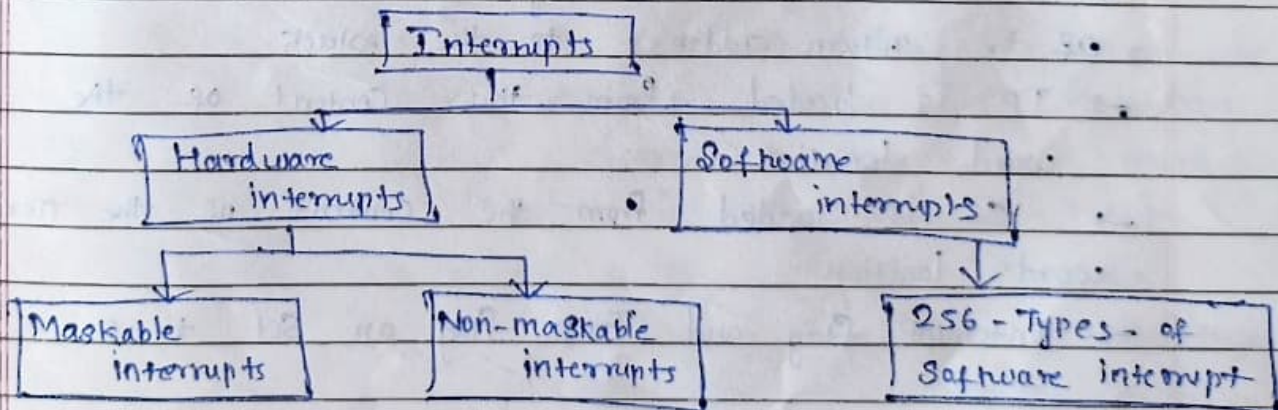 Interrupts
Hardware
interrupts
Software
interrupts
Maskable
interrupts
Non-maskable
interrupts
256 - Types - of
Software interrupt